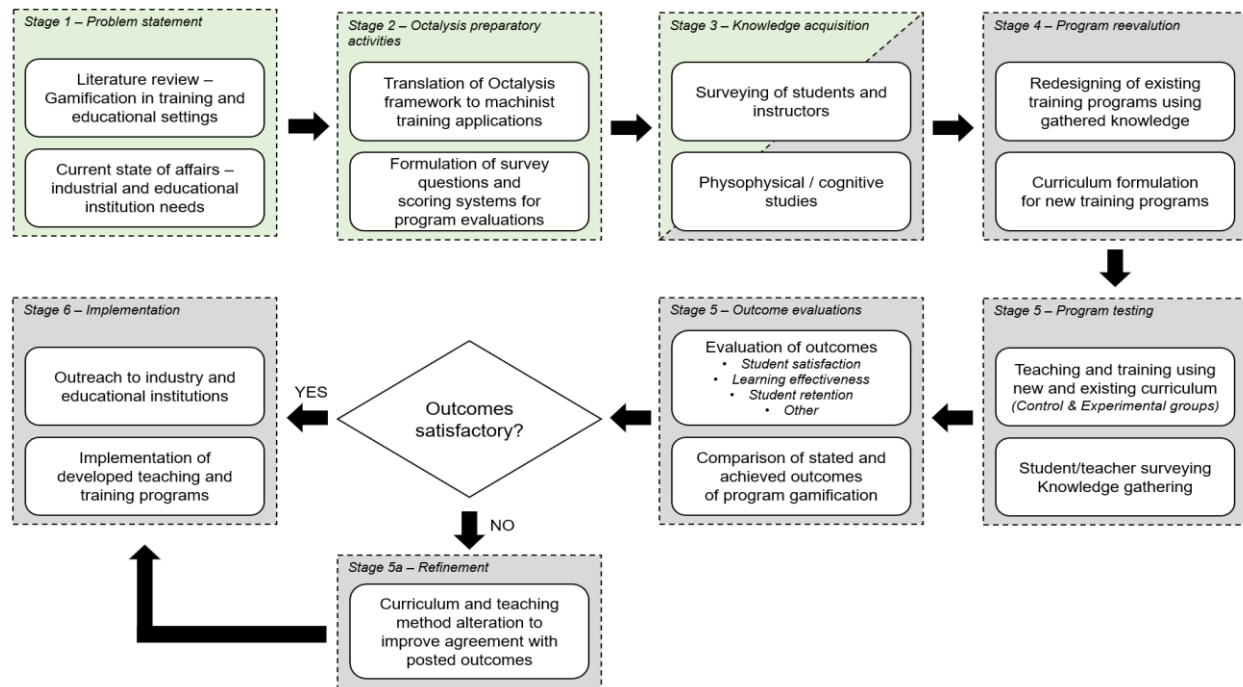 Stage 1 – Problem statement
Literature review –
Gamification in training and
educational settings
Current state of affairs –
industrial and educational
institution needs
Stage 2 – Octalysis preparatory
activities
Translation of Octalysis
framework to machinist
training applications
Formulation of survey
questions and
scoring systems for
program evaluations
Stage 3 – Knowledge acquisition
Surveying of students and
instructors
Physophysical / cognitive
studies
Stage 4 – Program reevalution
Redesigning of existing
training programs using
gathered knowledge
Curriculum formulation
for new training programs
Stage 5 – Program testing
Teaching and training using
new and existing curriculum
(Control & Experimental groups)
Student/teacher surveying
Knowledge gathering
Stage 5 – Outcome evaluations
Evaluation of outcomes
• Student satisfaction
• Learning effectiveness
• Student retention
• Other
Comparison of stated and
achieved outcomes
of program gamification
Outcomes
satisfactory?
YES
NO
Stage 6 – Implementation
Outreach to industry and
educational institutions
Implementation of
developed teaching and
training programs
Stage 5a – Refinement
Curriculum and teaching
method alteration to
improve agreement with
posted outcomes